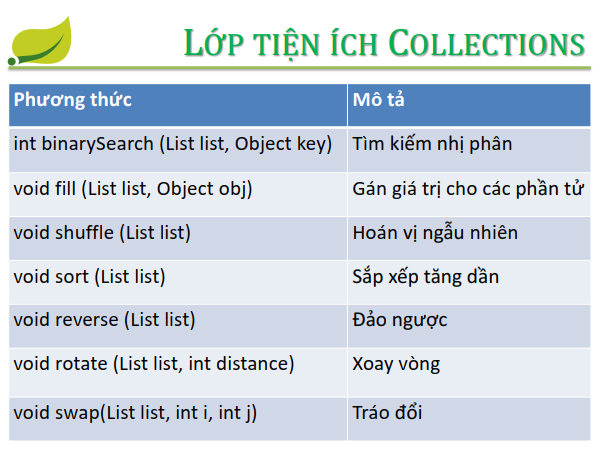 LỚP TIỆN ÍCH COLLECTIONS
Phương thức Mô tả
int binarySearch (List list, Object key) Tìm kiếm nhị phân
void fill (List list, Object obj) Gán giá trị cho các phần tử
void shuffle (List list) Hoán vị ngẫu nhiên
void sort (List list) Sắp xếp tăng dần
void reverse (List list) Đảo ngược
void rotate (List list, int distance) Xoay vòng
void swap(List list, int i, int j) Tráo đổi